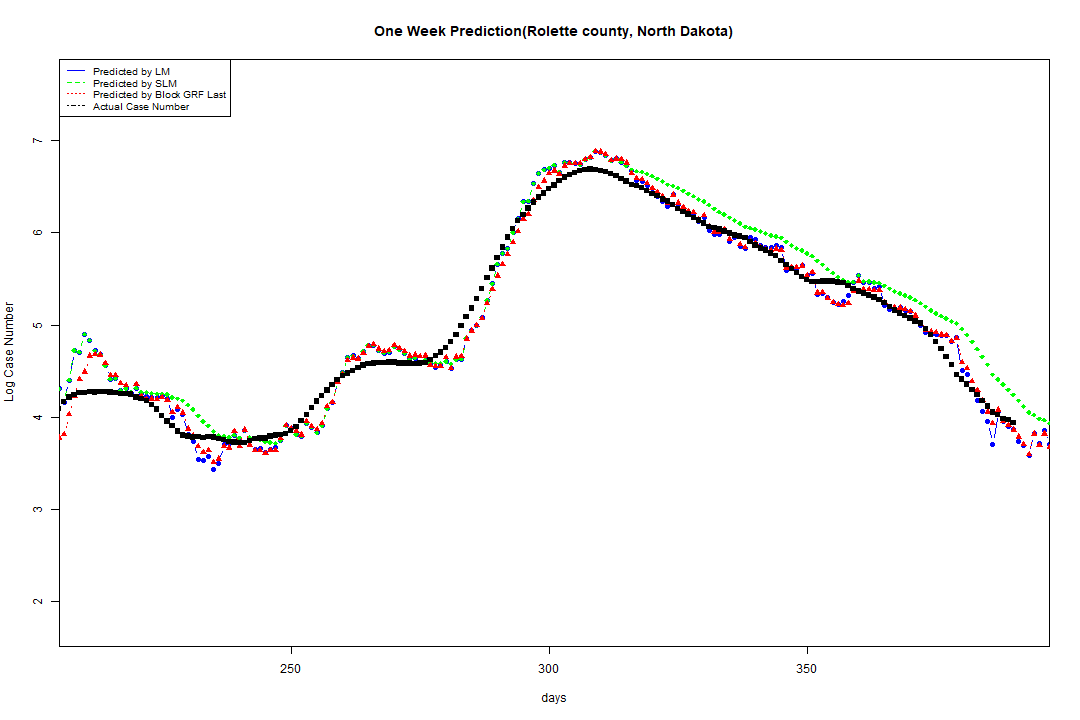 One Week Prediction(Rolette county, North Dakota)
Predicted by LM
Predicted by SLM
Predicted by Block GRF Last
Actual Case Number
7
6
5
4
3
2
Log Case Number
250
300
350
days